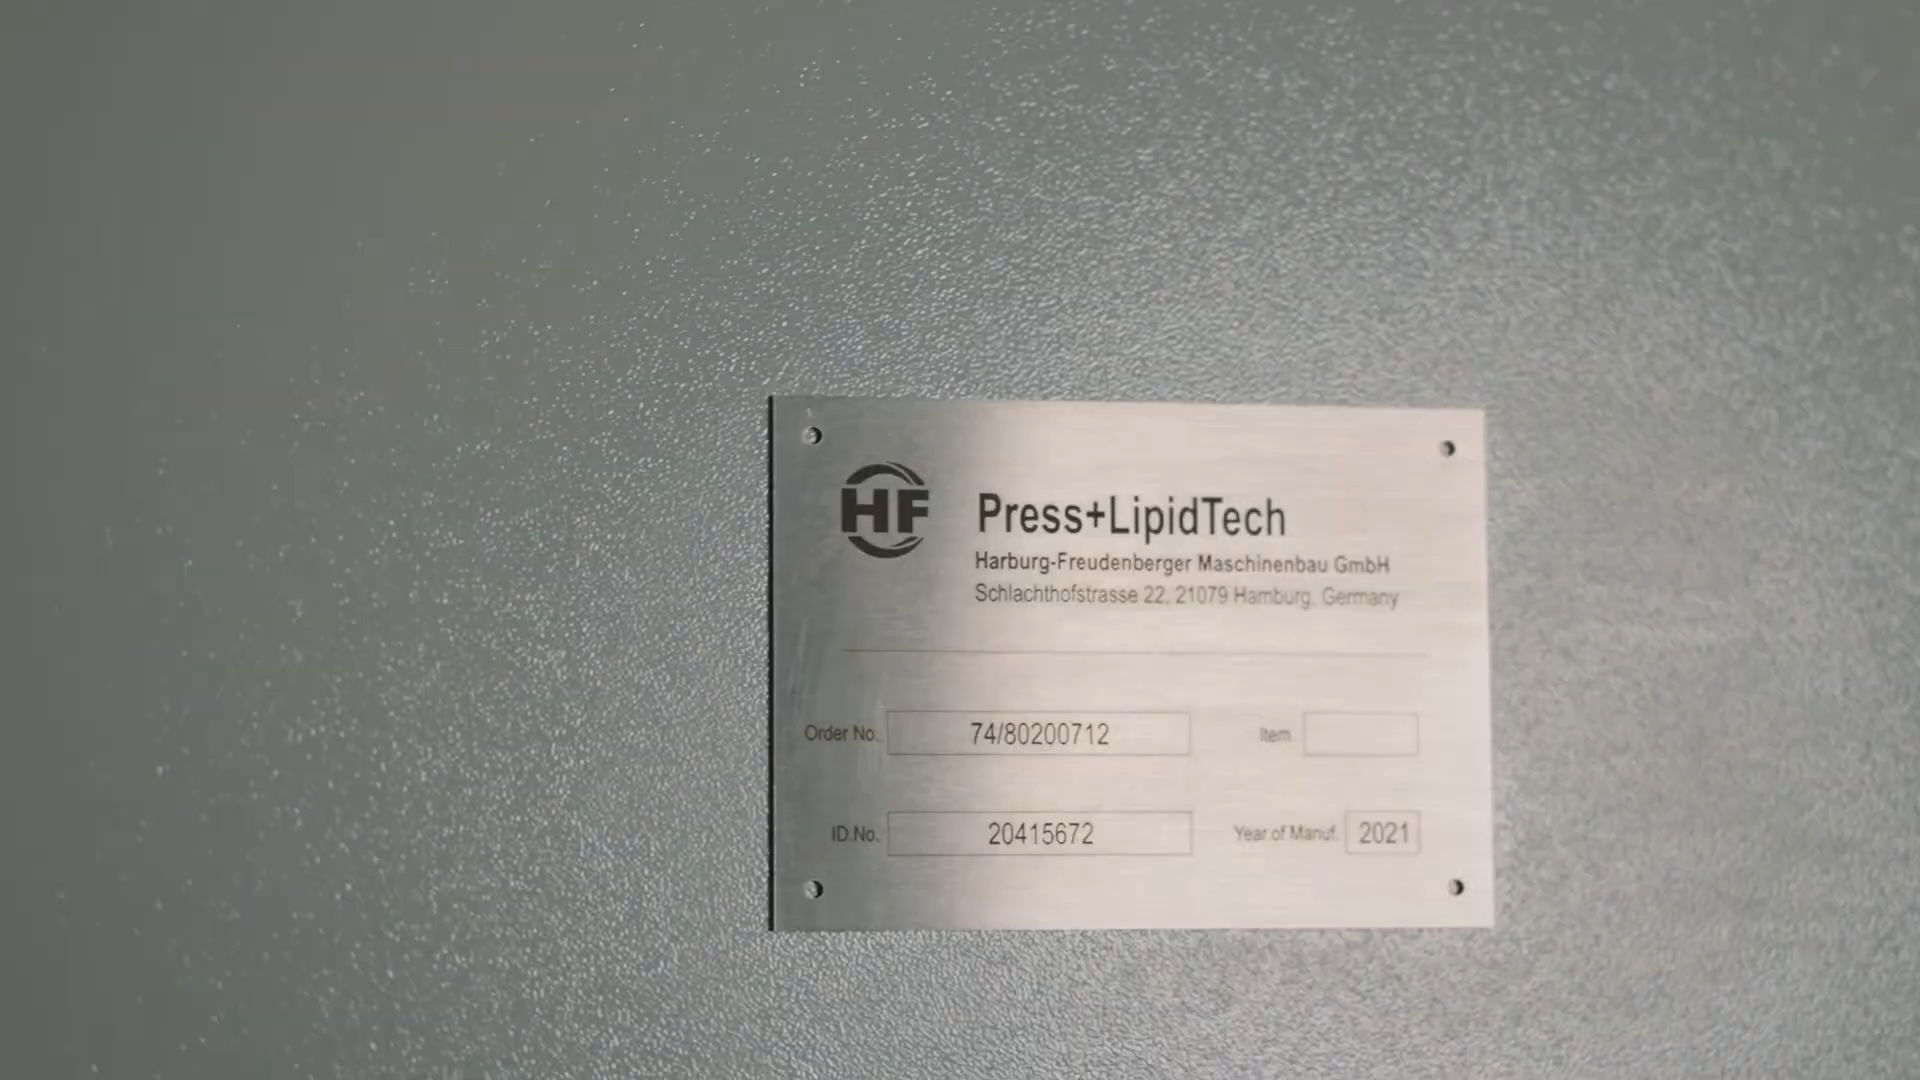 HF
Press+LipidTech
Harburg-Freudenberger Maschinenbau GmbH
Schlachthofstrasse 22, 21079 Hamburg, Germany
Order No. 74/80200712 Item
ID.No. 20415672 Year of Manuf. 2021